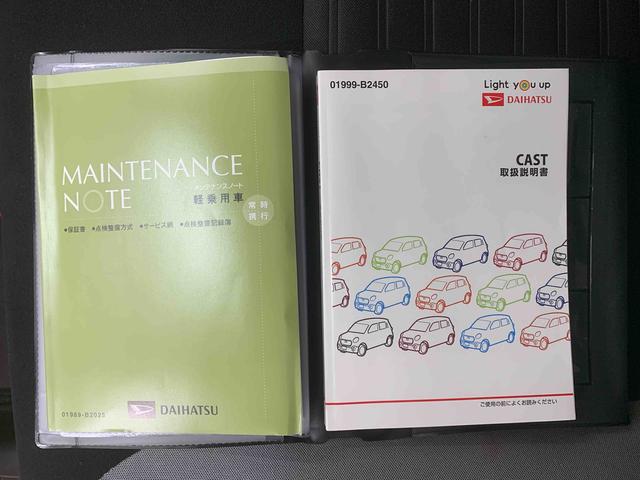 MAINTENANCE
NOTE
メンテナンスノート
軽乗用車
常時
携行
●保証書 ●点検整備方式 ●サービス網 ●点検整備記録簿
01989-B2025
DAIHATSU
01999-B2450
Light you up
DAIHATSU
CAST
取扱説明書
ご使用の前によくお読みください